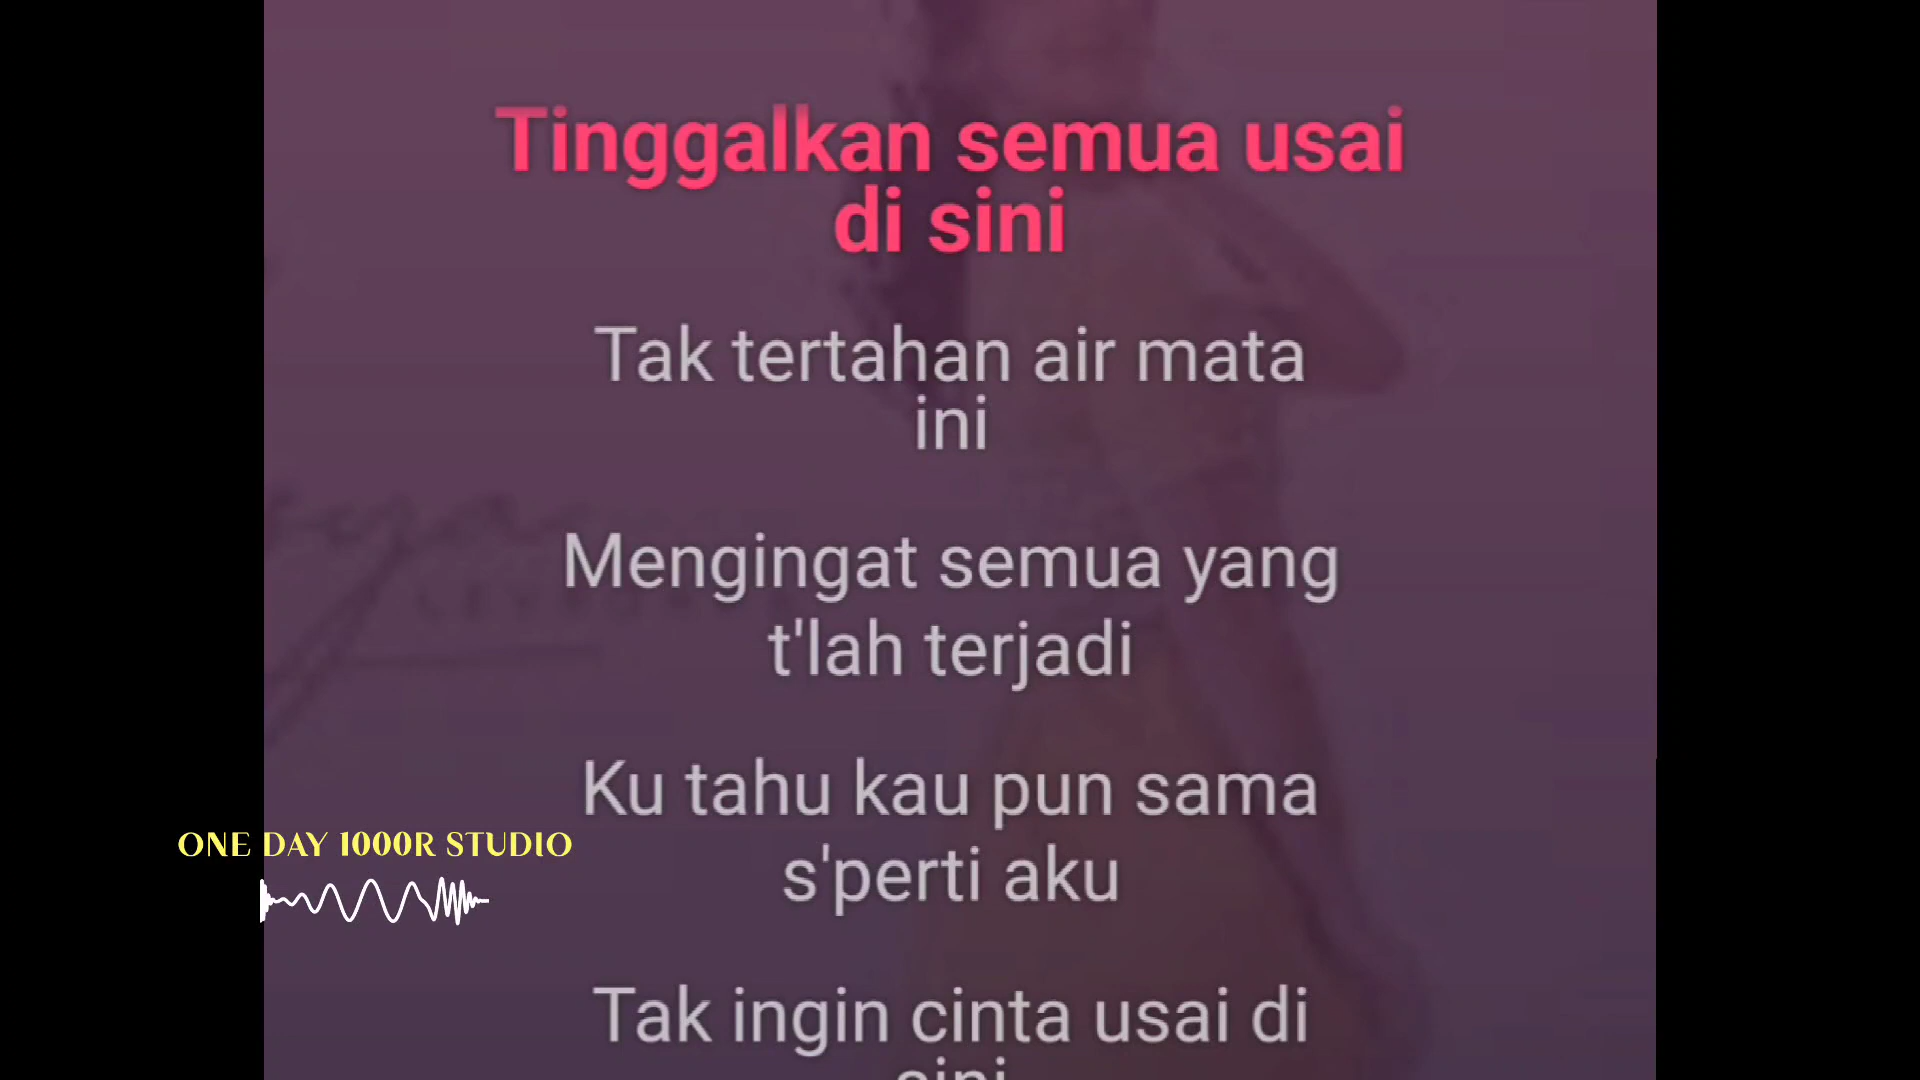 Tinggalkan semua usai
di sini
Tak tertahan air mata
ini
Mengingat semua yang
t'lah terjadi
Ku tahu kau pun sama
s'perti aku
ONE DAY 1000R STUDIO
Tak ingin cinta usai di
sini